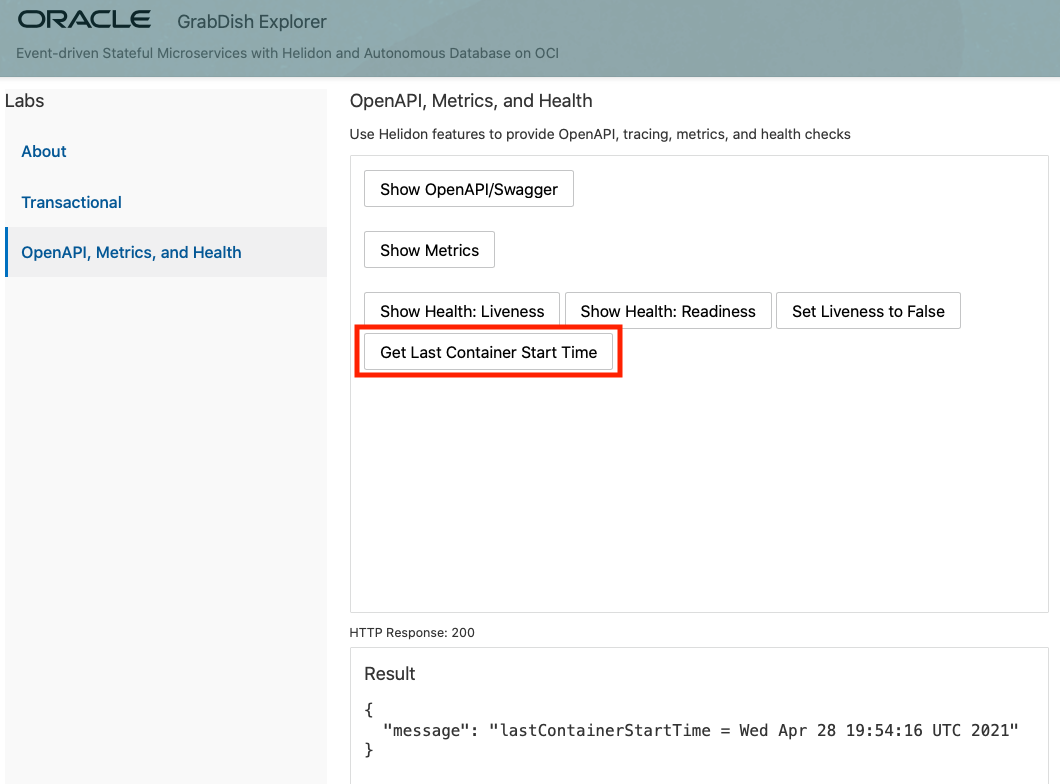 ORACLE GrabDish Explorer
Event-driven Stateful Microservices with Helidon and Autonomous Database on OCI
Labs
About
Transactional
OpenAPI, Metrics, and Health
OpenAPI, Metrics, and Health
Use Helidon features to provide OpenAPI, tracing, metrics, and health checks
Show OpenAPI/Swagger
Show Metrics
Show Health: Liveness Show Health: Readiness Set Liveness to False
Get Last Container Start Time
HTTP Response: 200
Result
{
  "message": "lastContainerStartTime = Wed Apr 28 19:54:16 UTC 2021"
}